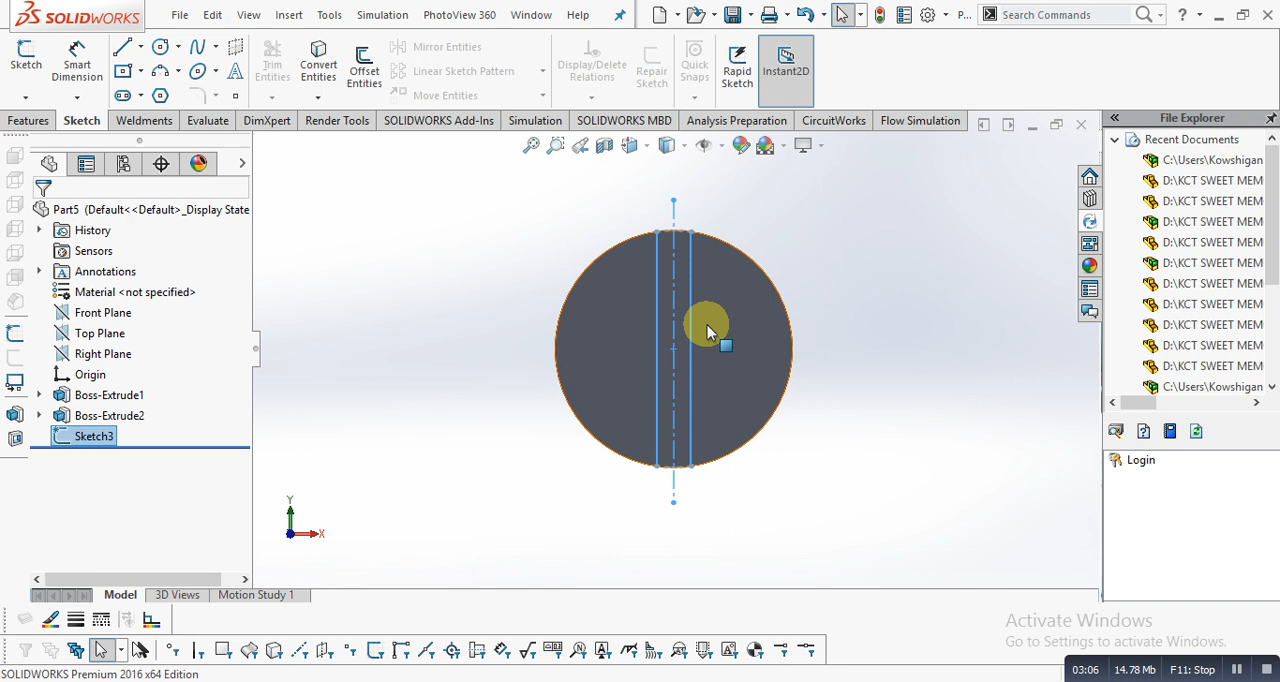 SOLIDWORKS File Edit View Insert Tools Simulation PhotoView 360 Window Help P... Search Commands ?
Sketch Smart Dimension Trim Entities Convert Entities Offset Entities Mirror Entities Linear Sketch Pattern Move Entities Display/Delete Relations Repair Sketch Quick Snaps Rapid Sketch Instant2D
Features Sketch Weldments Evaluate DimXpert Render Tools SOLIDWORKS Add-Ins Simulation SOLIDWORKS MBD Analysis Preparation CircuitWorks Flow Simulation
File Explorer
Recent Documents
C:\Users\Kowshigan
D:\KCT SWEET MEM
D:\KCT SWEET MEM
D:\KCT SWEET MEM
D:\KCT SWEET MEM
D:\KCT SWEET MEM
D:\KCT SWEET MEM
D:\KCT SWEET MEM
D:\KCT SWEET MEM
D:\KCT SWEET MEM
D:\KCT SWEET MEM
C:\Users\Kowshigan
Login
Part5 (Default<<Default>_Display State
History
Sensors
Annotations
Material <not specified>
Front Plane
Top Plane
Right Plane
Origin
Boss-Extrude1
Boss-Extrude2
Sketch3
Y
X
Model 3D Views Motion Study 1
Activate Windows
Go to Settings to activate Windows.
SOLIDWORKS Premium 2016 x64 Edition
03:06 14.78 Mb F11: Stop